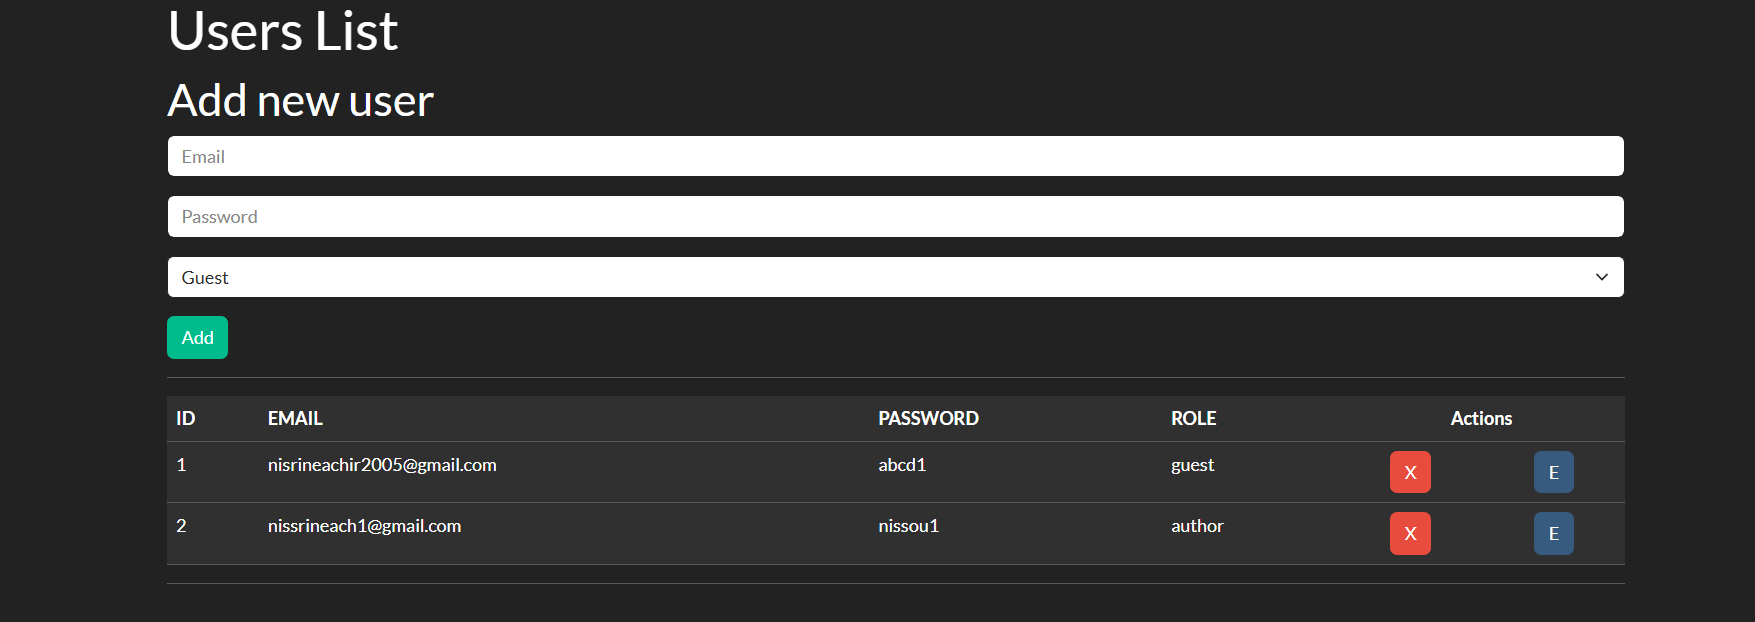 Users List
Add new user
Email
Password
Guest
Add
ID EMAIL PASSWORD ROLE Actions
1 nisrineachir2005@gmail.com abcd1 guest X E
2 nissrineach1@gmail.com nissou1 author X E